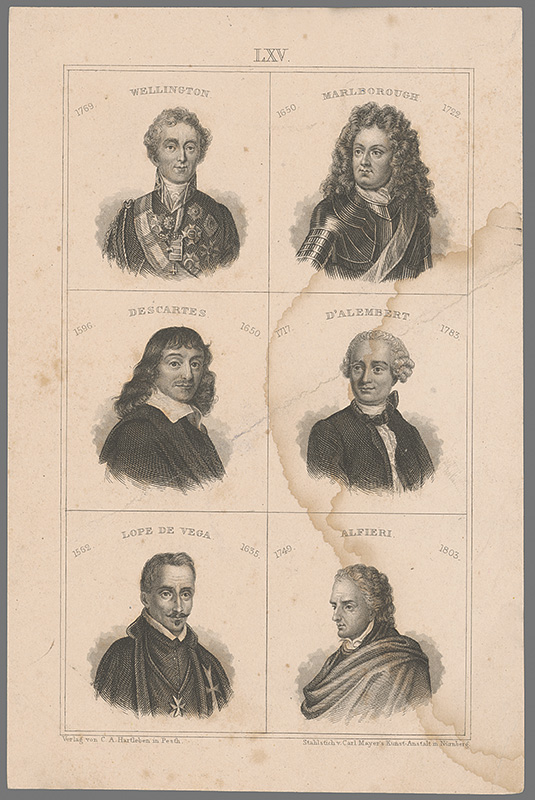 LXV.
WELLINGTON
1769
MARLBOROUGH
1650. 1722.
DESCARTES
1596. 1650
D'ALEMBERT
1717. 1783.
LOPE DE VEGA
1562 1635.
ALFIERI.
1749. 1803.
Verlag von C. A. Hartleben in Pesth.
Stahlstich v. Carl Mayer's Kunst-Anstalt in Nürnberg